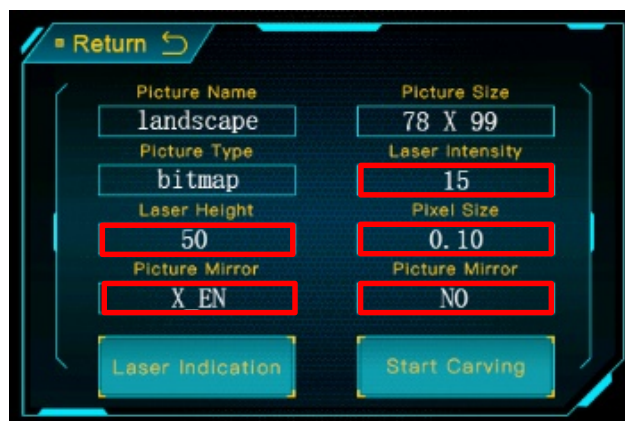 Return
Picture Name
Picture Size
landscape
78 X 99
Picture Type
Laser Intensity
bitmap
15
Laser Height
Pixel Size
50
0.10
Picture Mirror
Picture Mirror
X_EN
NO
Laser Indication
Start Carving